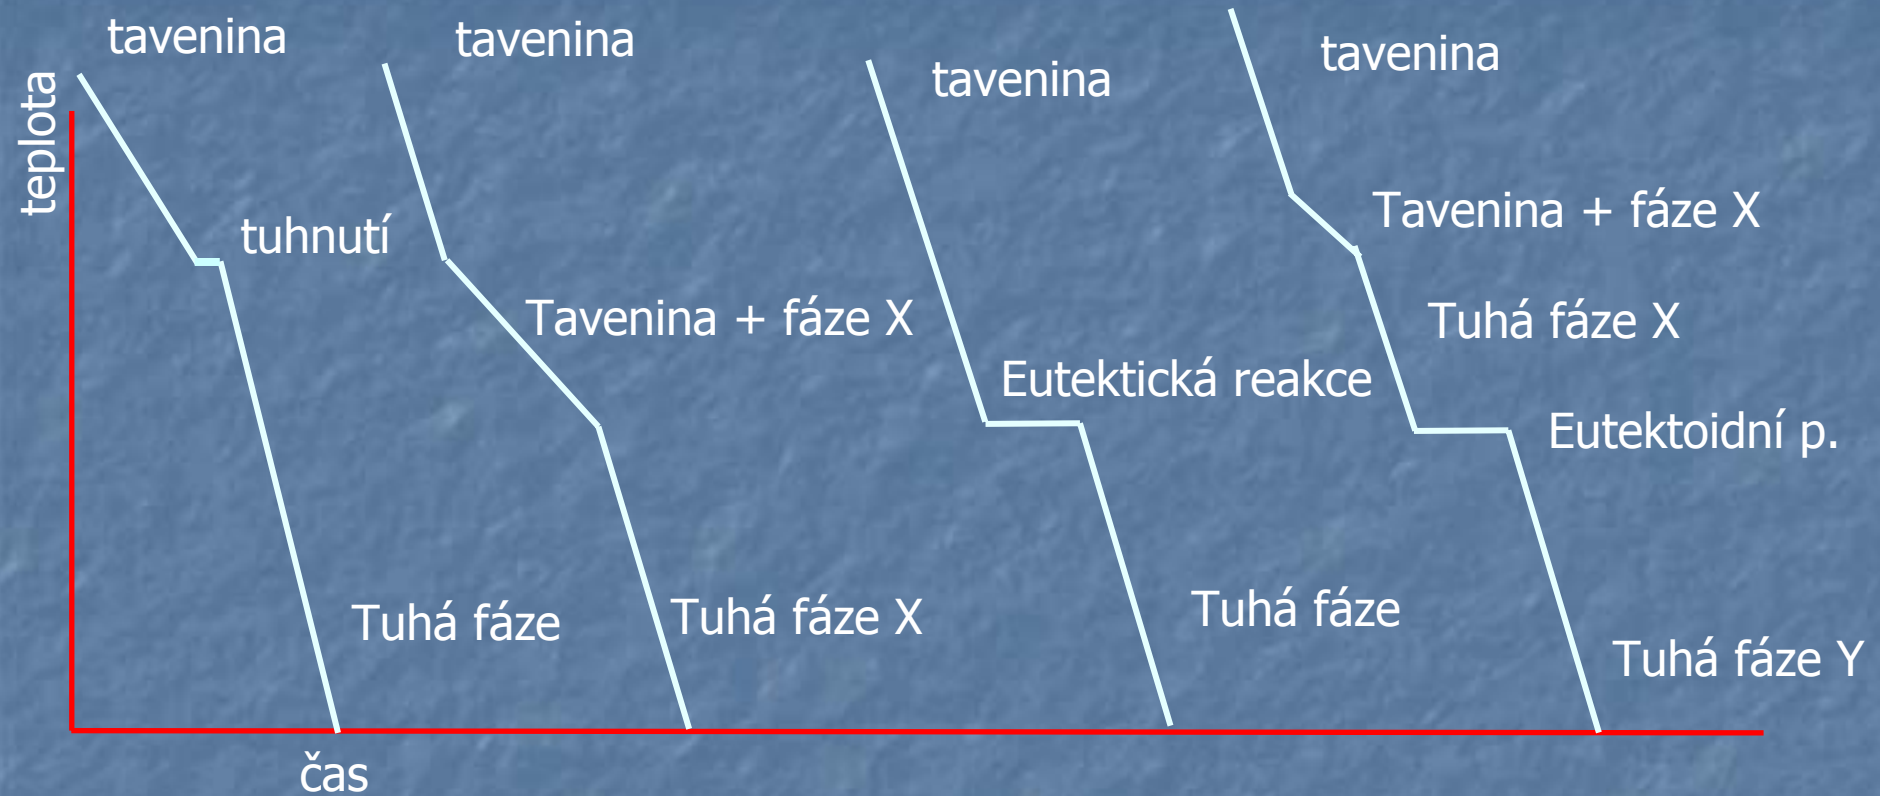 tavenina
tavenina
tavenina
tavenina
teplota
tuhnutí
Tavenina + fáze X
Tavenina + fáze X
Tuhá fáze X
Eutektická reakce
Eutektoidní p.
Tuhá fáze
Tuhá fáze X
Tuhá fáze
Tuhá fáze Y
čas